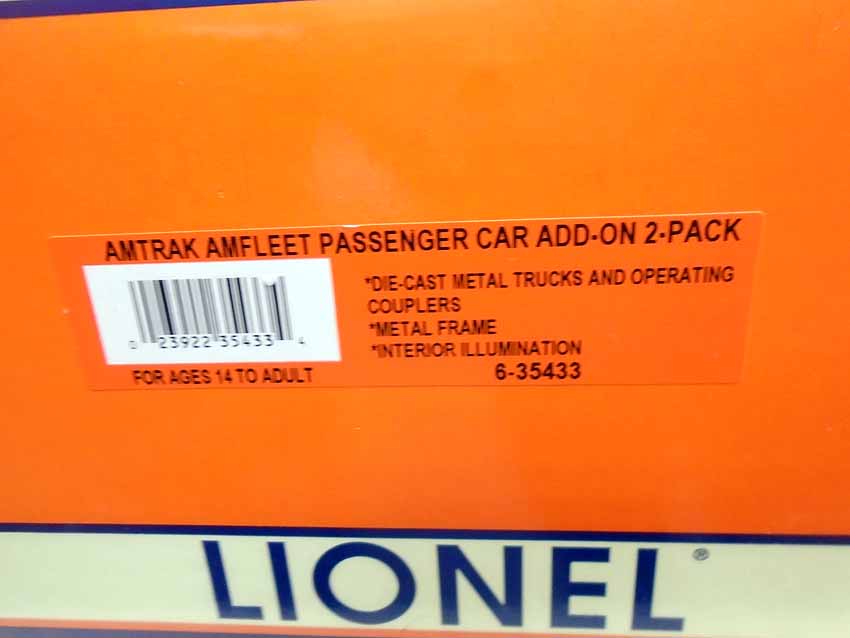 AMTRAK AMFLEET PASSENGER CAR ADD-ON 2-PACK
*DIE-CAST METAL TRUCKS AND OPERATING
COUPLERS
*METAL FRAME
*INTERIOR ILLUMINATION
6-35433
0 23922 35433 4
FOR AGES 14 TO ADULT
LIONEL®